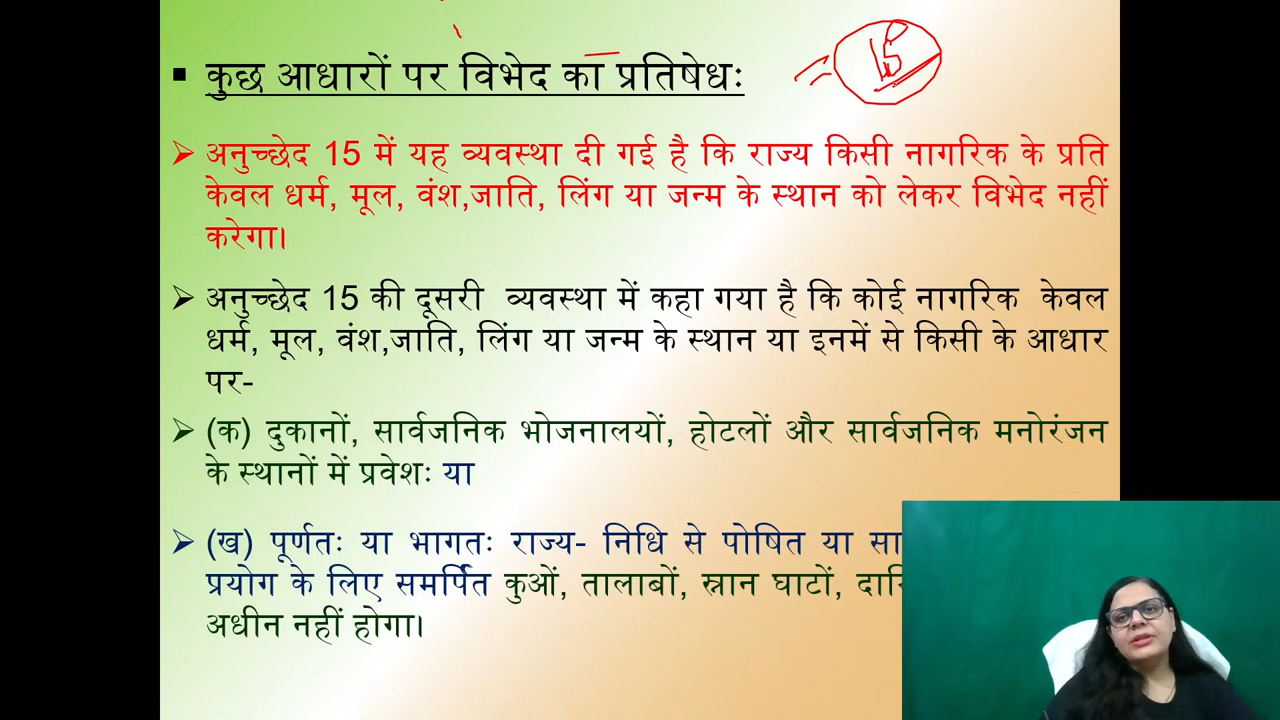 ▪ कुछ आधारों पर विभेद का प्रतिषेधः
15
➤ अनुच्छेद 15 में यह व्यवस्था दी गई है कि राज्य किसी नागरिक के प्रति
केवल धर्म, मूल, वंश,जाति, लिंग या जन्म के स्थान को लेकर विभेद नहीं
करेगा।
➤ अनुच्छेद 15 की दूसरी व्यवस्था में कहा गया है कि कोई नागरिक केवल
धर्म, मूल, वंश,जाति, लिंग या जन्म के स्थान या इनमें से किसी के आधार
पर-
➤ (क) दुकानों, सार्वजनिक भोजनालयों, होटलों और सार्वजनिक मनोरंजन
के स्थानों में प्रवेशः या
➤ (ख) पूर्णतः या भागतः राज्य- निधि से पोषित या
प्रयोग के लिए समर्पित कुओं, तालाबों, स्नान घाटों,
अधीन नहीं होगा।